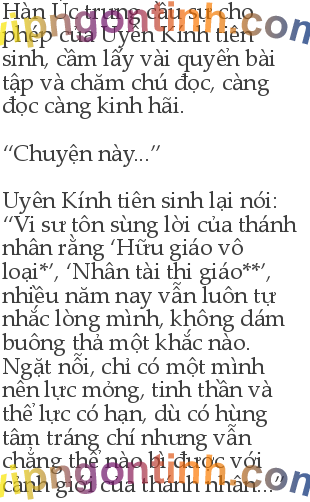 Hàn Úc trưng cầu sự cho
phép của Uyên Kính tiên
sinh, cầm lấy vài quyển bài
tập và chăm chú đọc, càng
đọc càng kinh hãi.
“Chuyện này...”
Uyên Kính tiên sinh lại nói:
“Vi sư tôn sùng lời của thánh
nhân rằng ‘Hữu giáo vô
loại*’, ‘Nhân tài thi giáo**’,
nhiều năm nay vẫn luôn tự
nhắc lòng mình, không dám
buông thả một khắc nào.
Ngặt nỗi, chỉ có một mình
nên lực mỏng, tinh thần và
thể lực có hạn, dù có hùng
tâm tráng chí nhưng vẫn
chẳng thể nào bì được với
cảnh giới của thánh nhân...”
vipngontinh.com
vipngontinh.com